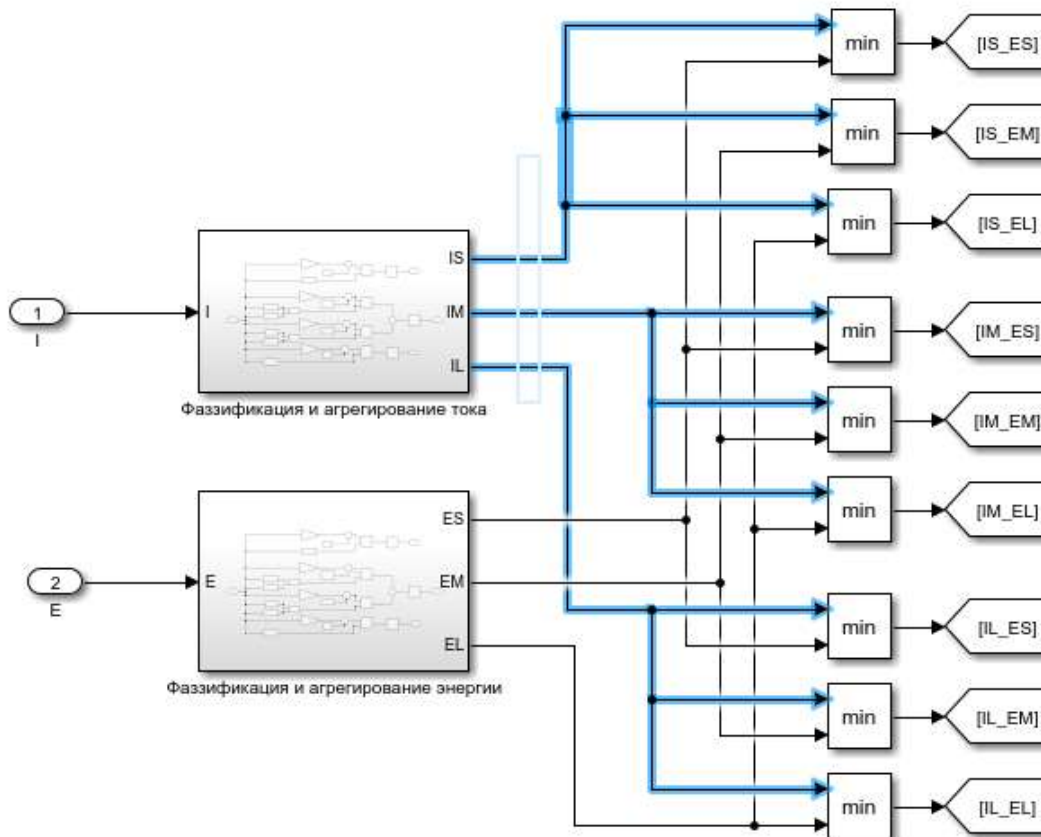 min
[IS_ES]
min
[IS_EM]
min
[IS_EL]
1
I
I
IS
IM
IL
Фаззификация и агрегирование тока
min
[IM_ES]
min
[IM_EM]
min
[IM_EL]
2
E
E
ES
EM
EL
Фаззификация и агрегирование энергии
min
[IL_ES]
min
[IL_EM]
min
[IL_EL]